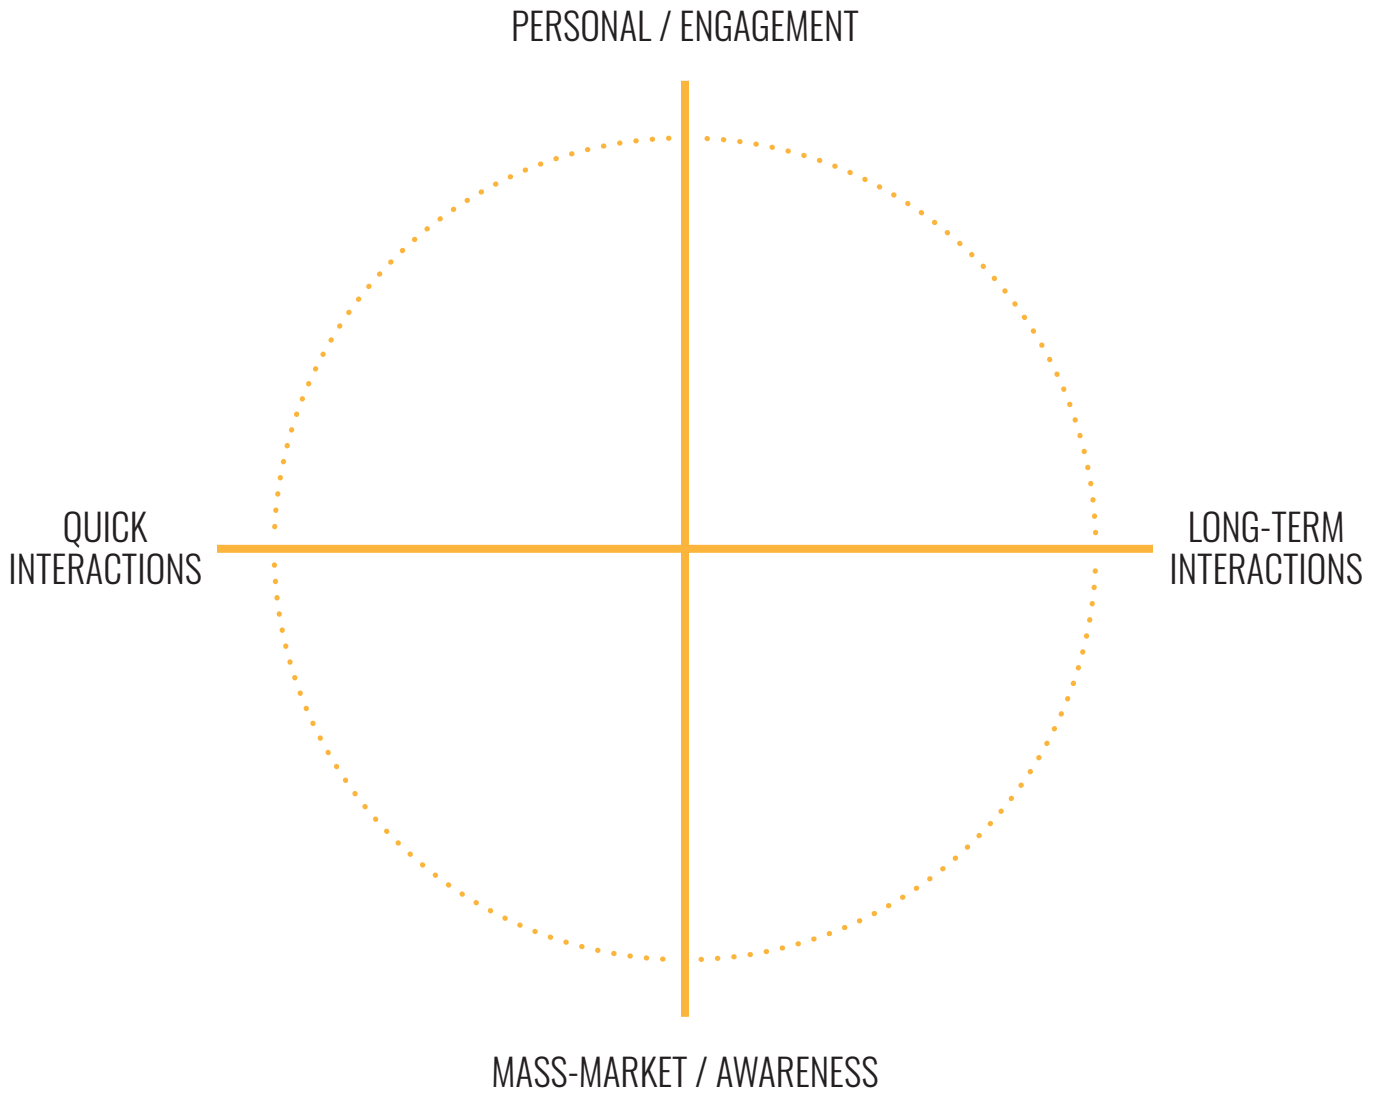 PERSONAL / ENGAGEMENT
QUICK
INTERACTIONS
LONG-TERM
INTERACTIONS
MASS-MARKET / AWARENESS